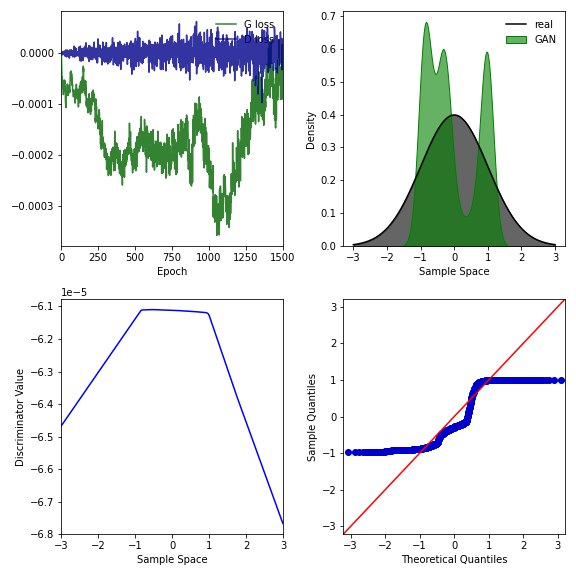 G loss
D loss
0.0000
−0.0001
−0.0002
−0.0003
0 250 500 750 1000 1250 1500
Epoch
real
GAN
Density
0.7
0.6
0.5
0.4
0.3
0.2
0.1
0.0
−3 −2 −1 0 1 2 3
Sample Space
1e−5
Discriminator Value
−6.1
−6.2
−6.3
−6.4
−6.5
−6.6
−6.7
−6.8
−3 −2 −1 0 1 2 3
Sample Space
Sample Quantiles
3
2
1
0
−1
−2
−3
−3 −2 −1 0 1 2 3
Theoretical Quantiles